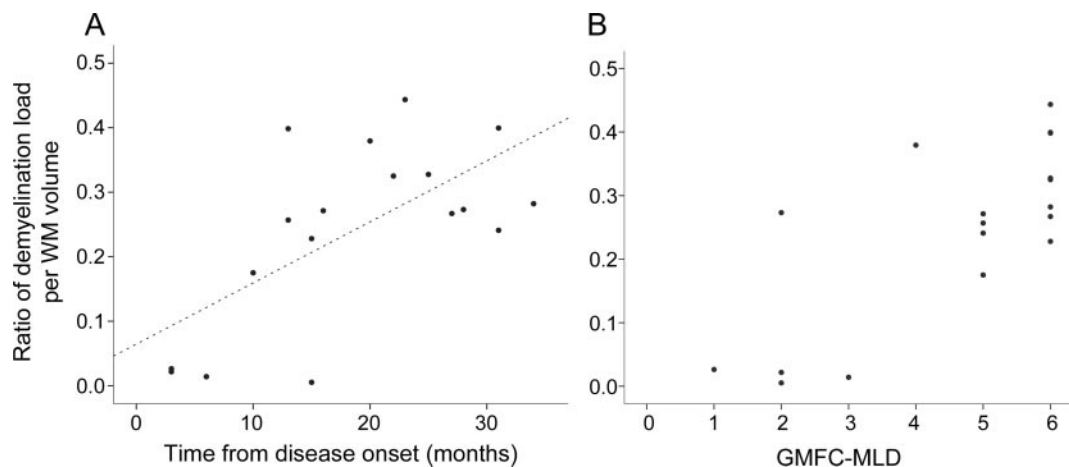 A
B
Ratio of demyelination load
per WM volume
0.5
0.4
0.3
0.2
0.1
0.0
0 10 20 30
Time from disease onset (months)
0.5
0.4
0.3
0.2
0.1
0.0
0 1 2 3 4 5 6
GMFC-MLD